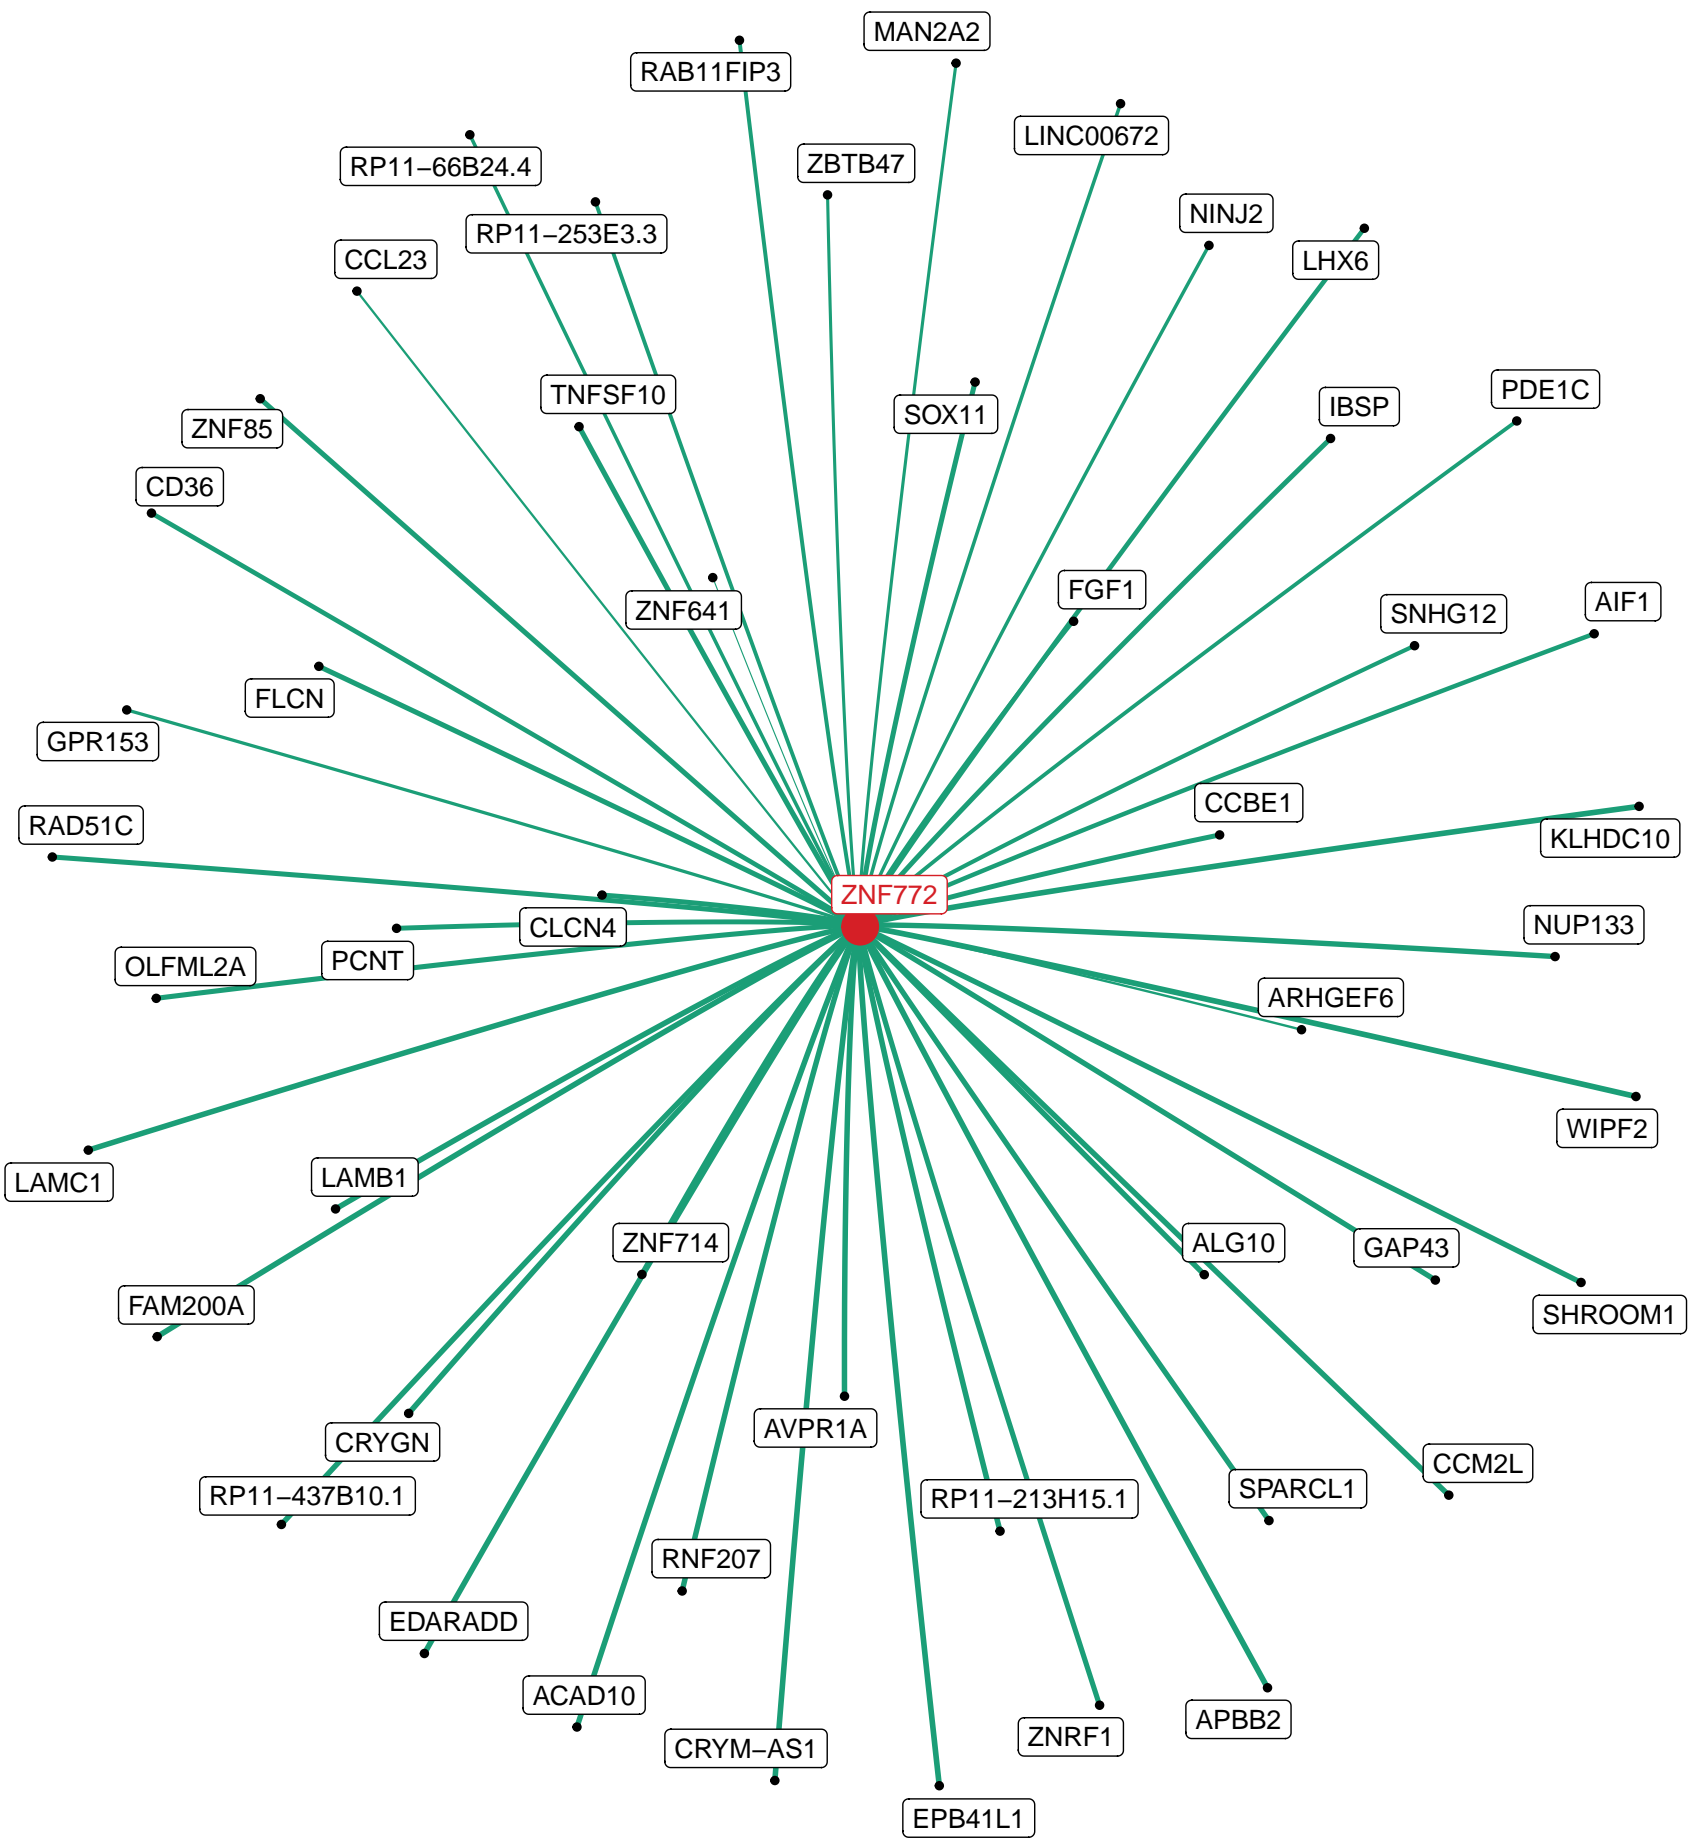 MAN2A2
RAB11FIP3
LINC00672
ZBTB47
RP11−66B24.4
NINJ2
RP11−253E3.3
CCL23
LHX6
PDE1C
TNFSF10
IBSP
SOX11
ZNF85
CD36
FGF1
AIF1
ZNF641
SNHG12
FLCN
GPR153
CCBE1
RAD51C
KLHDC10
ZNF772
NUP133
CLCN4
PCNT
OLFML2A
ARHGEF6
WIPF2
LAMB1
LAMC1
ZNF714
ALG10
GAP43
FAM200A
SHROOM1
AVPR1A
CRYGN
CCM2L
SPARCL1
RP11−437B10.1
RP11−213H15.1
RNF207
EDARADD
ACAD10
APBB2
ZNRF1
CRYM−AS1
EPB41L1